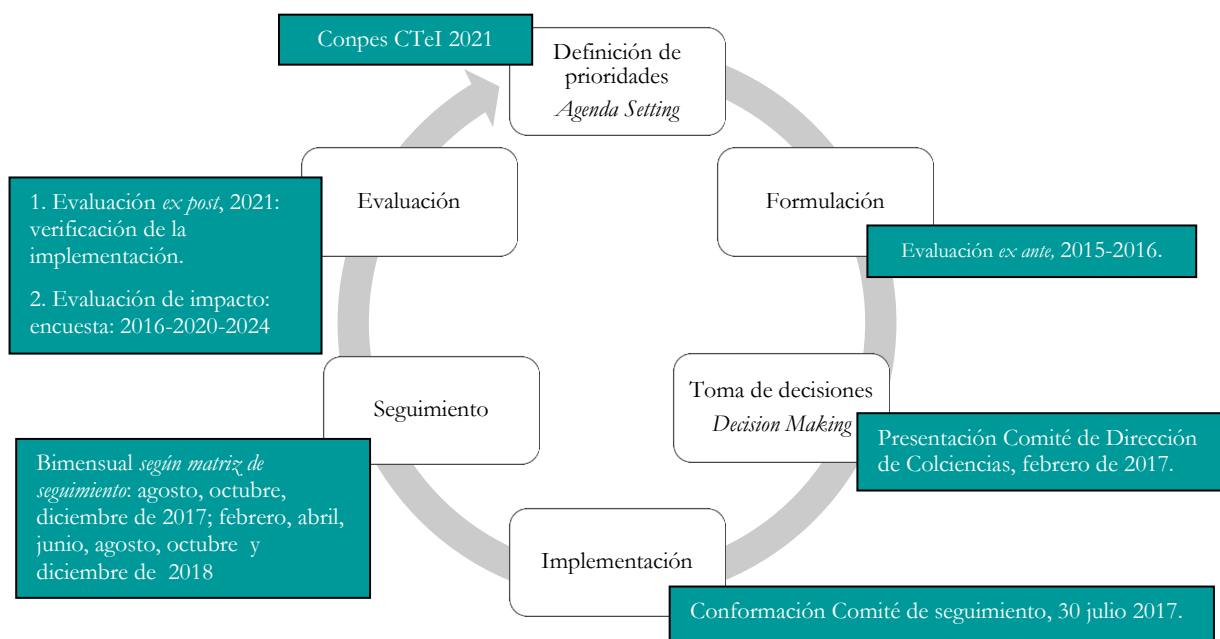 Conpes CTeI 2021
Definición de
prioridades
Agenda Setting
Formulación
Evaluación ex ante, 2015-2016.
Toma de decisiones
Decision Making
Presentación Comité de Dirección
de Colciencias, febrero de 2017.
Implementación
Conformación Comité de seguimiento, 30 julio 2017.
Seguimiento
Bimensual según matriz de
seguimiento: agosto, octubre,
diciembre de 2017; febrero, abril,
junio, agosto, octubre y
diciembre de 2018
Evaluación
1. Evaluación ex post, 2021:
verificación de la
implementación.
2. Evaluación de impacto:
encuesta: 2016-2020-2024